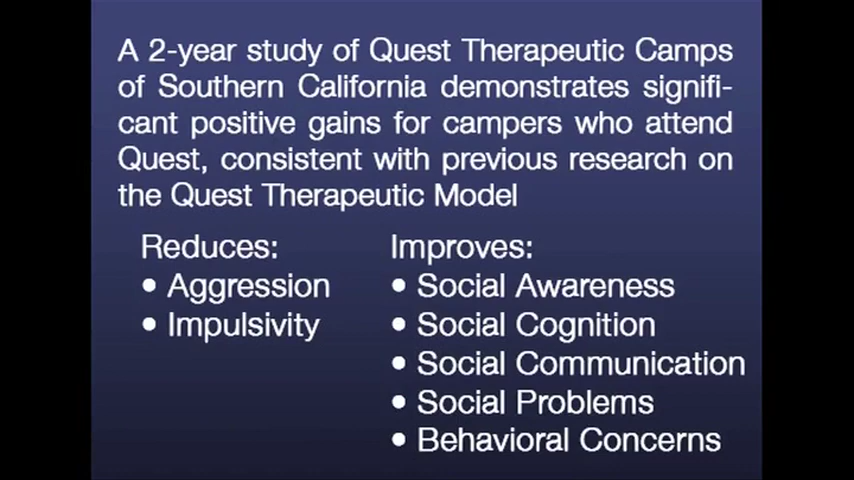 A 2-year study of Quest Therapeutic Camps
of Southern California demonstrates signifi-
cant positive gains for campers who attend
Quest, consistent with previous research on
the Quest Therapeutic Model
Reduces:
• Aggression
• Impulsivity
Improves:
• Social Awareness
• Social Cognition
• Social Communication
• Social Problems
• Behavioral Concerns